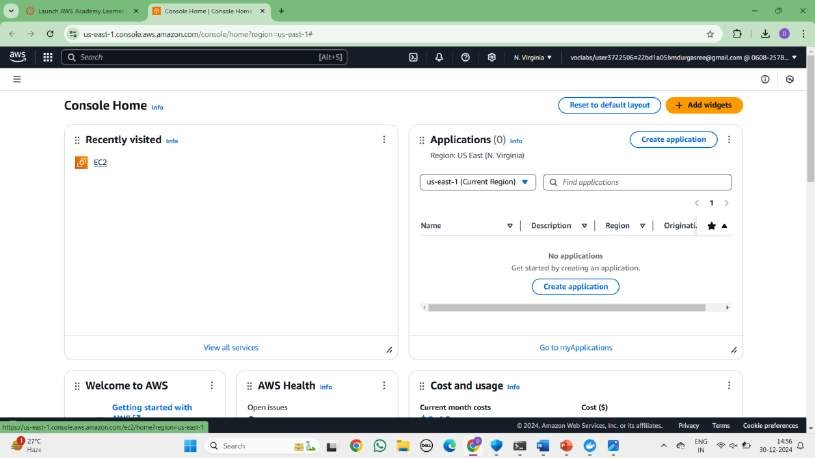 Launch AWS Academy Learner
Console Home | Console Home
us-east-1.console.aws.amazon.com/console/home?region=us-east-1#
aws
Search
[Alt+S]
N. Virginia
voclabs/user3722506=22bd1a05bmdurgasree@gmail.com @ 0608-2578...
Console Home Info
Reset to default layout
+ Add widgets
Recently visited Info
EC2
View all services
Applications (0) Info
Region: US East (N. Virginia)
Create application
us-east-1 (Current Region)
Find applications
1
Name
Description
Region
Originati.
No applications
Get started by creating an application.
Create application
Go to myApplications
Welcome to AWS
Getting started with
AWS Health Info
Open issues
Cost and usage Info
Current month costs
Cost ($)
https://us-east-1.console.aws.amazon.com/ec2/home?region=us-east-1
© 2024, Amazon Web Services, Inc. or its affiliates.
Privacy
Terms
Cookie preferences
27°C
Haze
Search
ENG
IN
14:56
30-12-2024